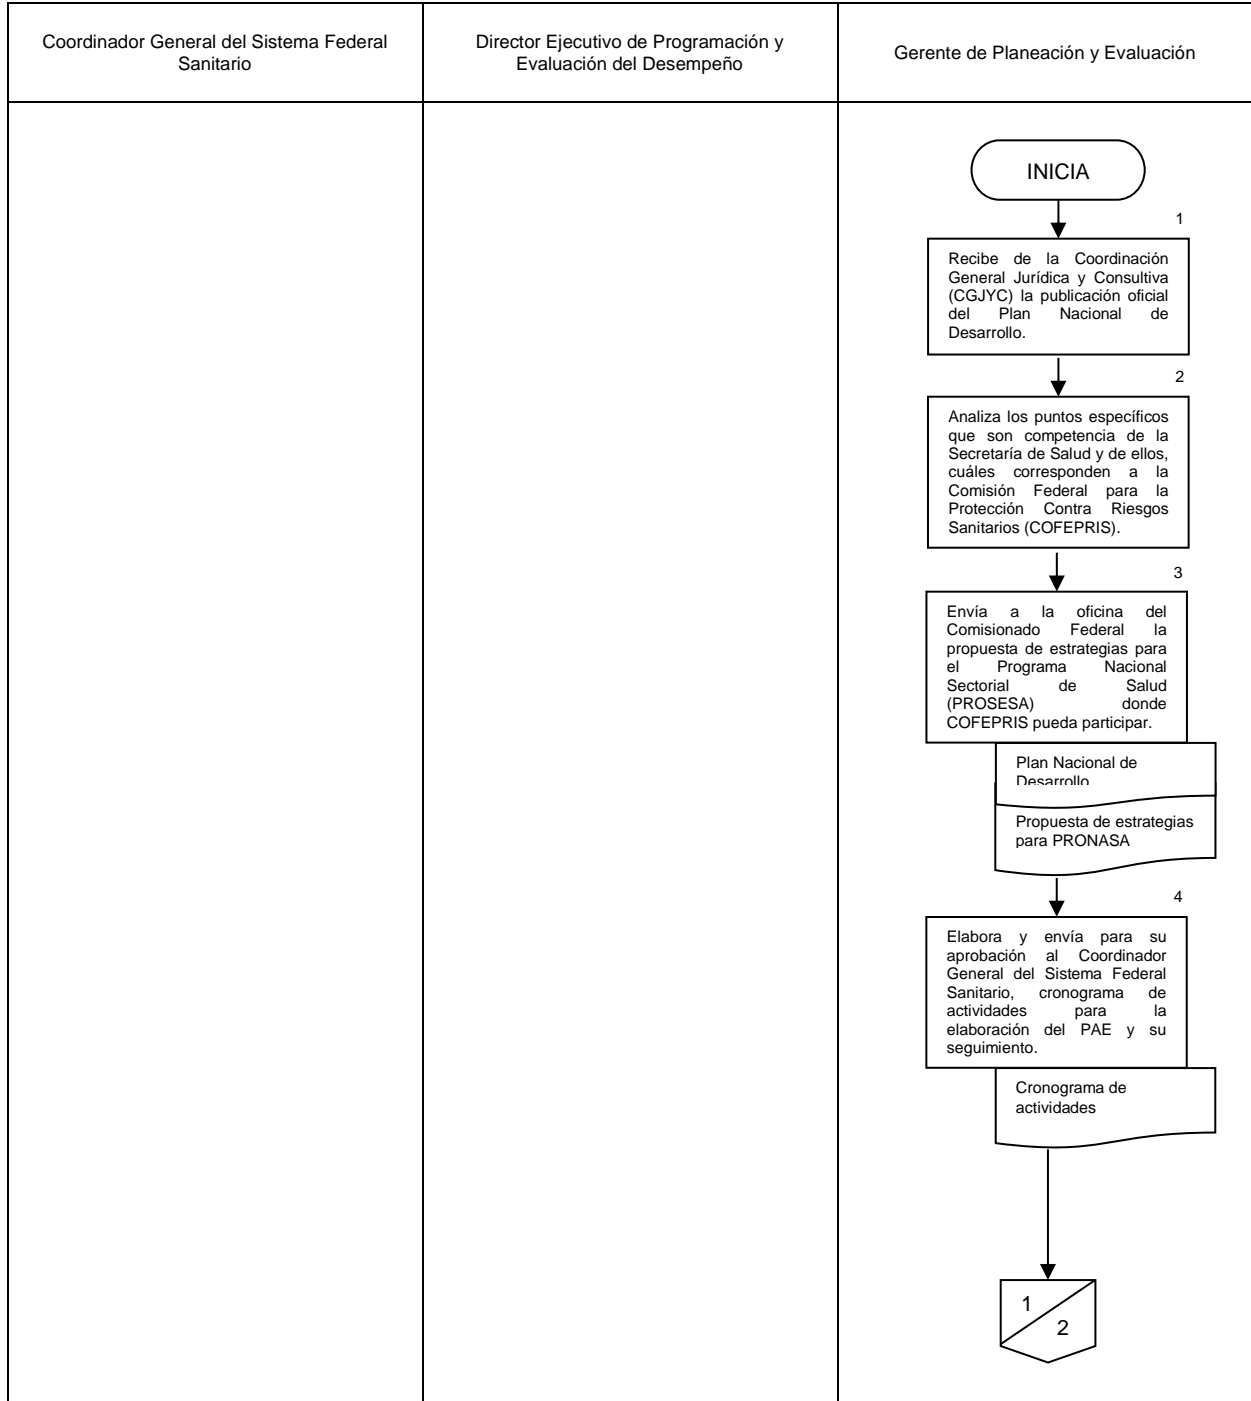 Coordinador General del Sistema Federal
Sanitario
Director Ejecutivo de Programación y
Evaluación del Desempeño
Gerente de Planeación y Evaluación
INICIA
1
Recibe de la Coordinación
General Jurídica y Consultiva
(CGJYC) la publicación oficial
del Plan Nacional de
Desarrollo.
2
Analiza los puntos específicos
que son competencia de la
Secretaría de Salud y de ellos,
cuáles corresponden a la
Comisión Federal para la
Protección Contra Riesgos
Sanitarios (COFEPRIS).
3
Envía a la oficina del
Comisionado Federal la
propuesta de estrategias para
el Programa Nacional
Sectorial de Salud
(PROSESA) donde
COFEPRIS pueda participar.
Plan Nacional de
Desarrollo
Propuesta de estrategias
para PRONASA
4
Elabora y envía para su
aprobación al Coordinador
General del Sistema Federal
Sanitario, cronograma de
actividades para la
elaboración del PAE y su
seguimiento.
Cronograma de
actividades
1
2